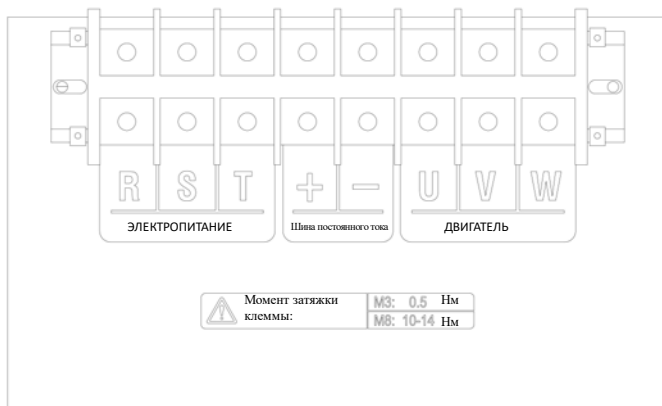 R S T + — U V W
ЭЛЕКТРОПИТАНИЕ Шина постоянного тока ДВИГАТЕЛЬ
Момент затяжки M3: 0.5 Нм
клеммы: M8: 10-14 Нм